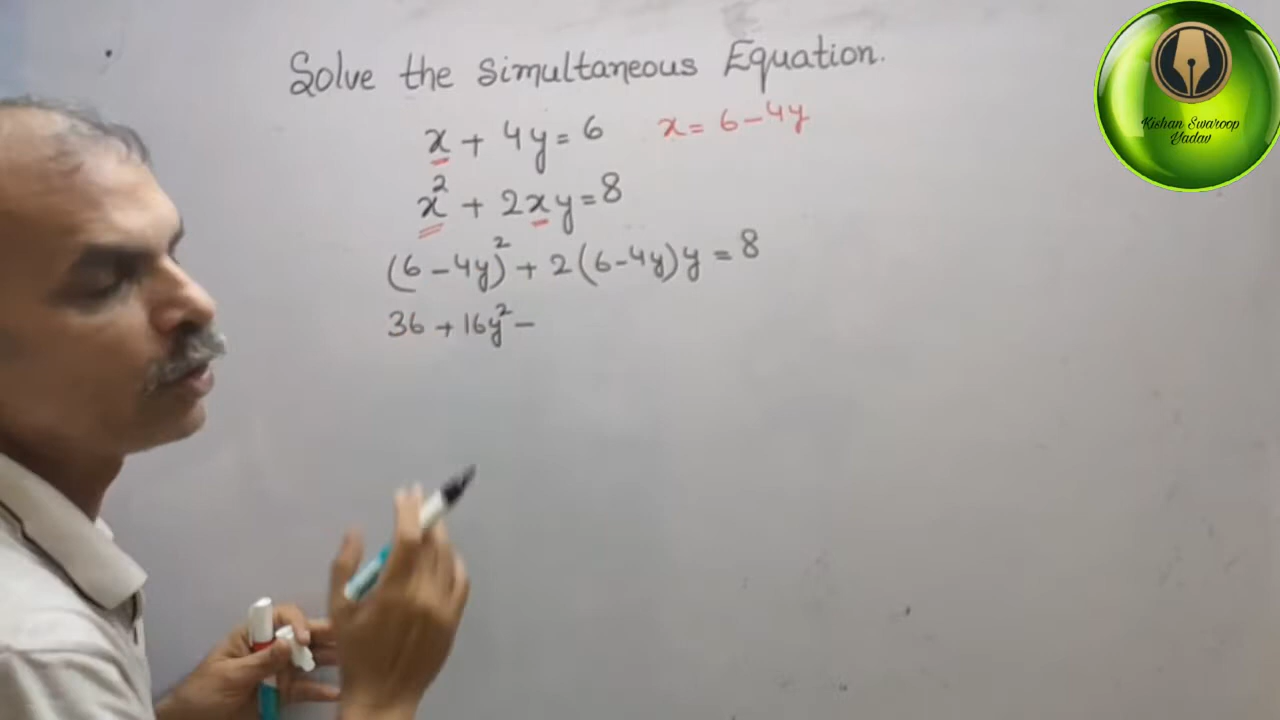 Solve the simultaneous Equation.
x + 4y = 6 x = 6 - 4y
x² + 2xy = 8
(6 - 4y)² + 2(6 - 4y)y = 8
36 + 16y² -
Kishan Swaroop
Yadav